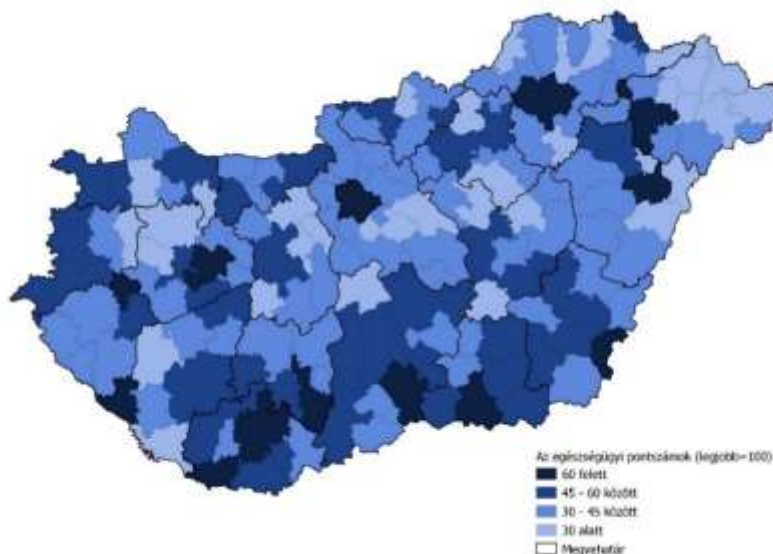 Az egészségügyi pontszámok (legjobb=100)
60 felett
45 - 60 között
30 - 45 között
30 alatt
Megyehatár